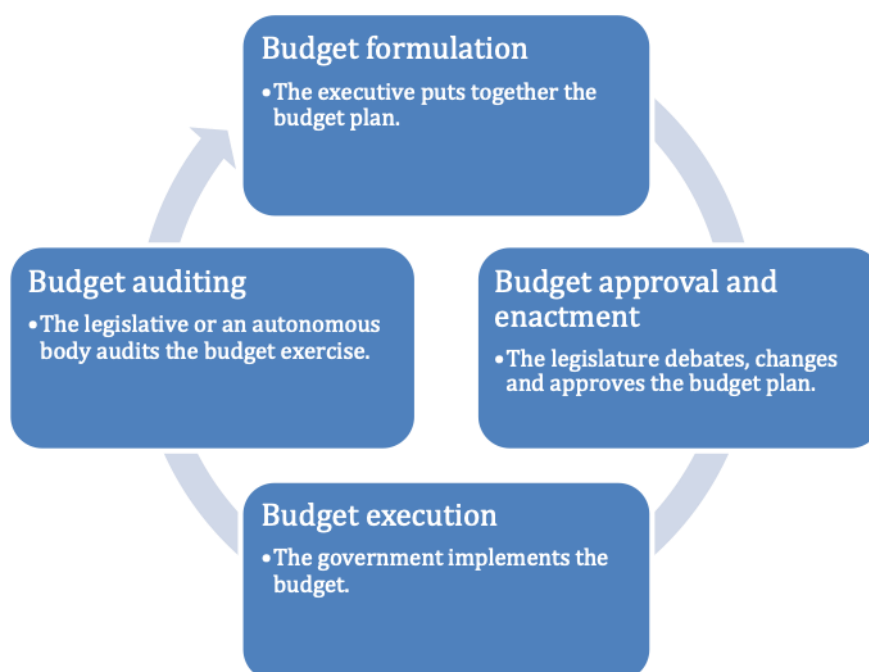 Budget formulation
•The executive puts together the
budget plan.
Budget approval and
enactment
•The legislature debates, changes
and approves the budget plan.
Budget execution
•The government implements the
budget.
Budget auditing
•The legislative or an autonomous
body audits the budget exercise.